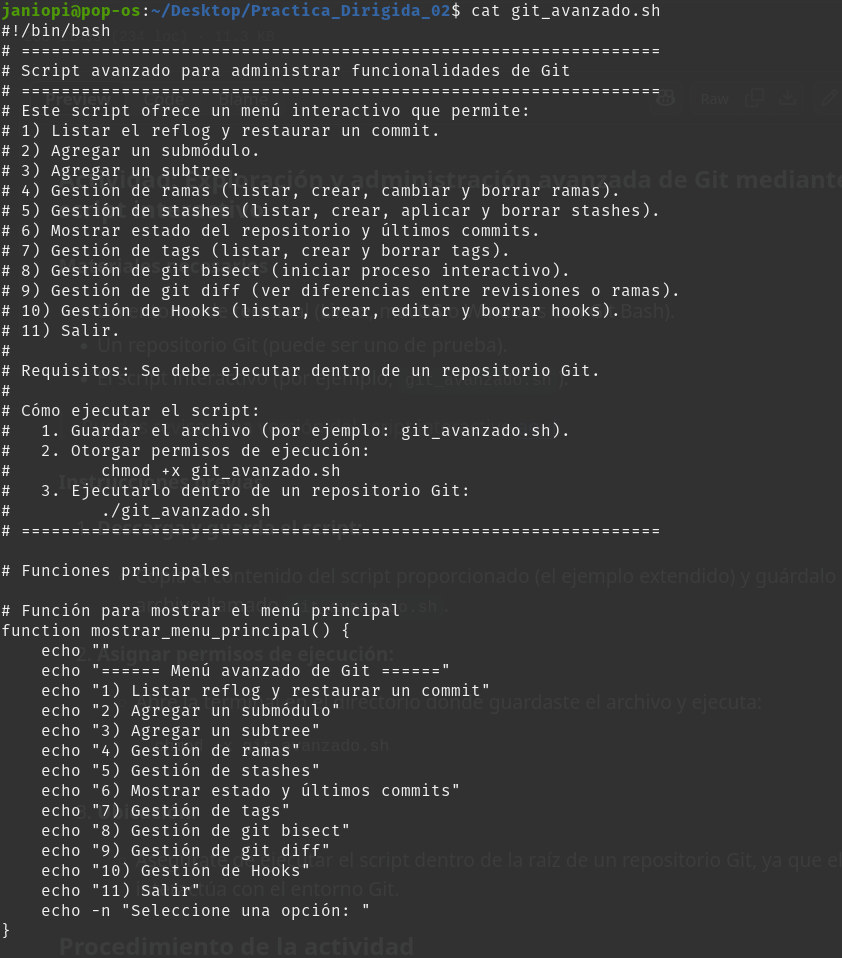 janiopi@pop-os:~/Desktop/Practica_Dirigida_02$ cat git_avanzado.sh
#!/bin/bash
# ================================================================
# Script avanzado para administrar funcionalidades de Git
# ================================================================
# Este script ofrece un menú interactivo que permite:
# 1) Listar el reflog y restaurar un commit.
# 2) Agregar un submódulo.
# 3) Agregar un subtree.
# 4) Gestión de ramas (listar, crear, cambiar y borrar ramas).
# 5) Gestión de stashes (listar, crear, aplicar y borrar stashes).
# 6) Mostrar estado del repositorio y últimos commits.
# 7) Gestión de tags (listar, crear y borrar tags).
# 8) Gestión de git bisect (iniciar proceso interactivo).
# 9) Gestión de git diff (ver diferencias entre revisiones o ramas).
# 10) Gestión de Hooks (listar, crear, editar y borrar hooks).
# 11) Salir.
#
# Requisitos: Se debe ejecutar dentro de un repositorio Git.
#
# Cómo ejecutar el script:
#   1. Guardar el archivo (por ejemplo: git_avanzado.sh).
#   2. Otorgar permisos de ejecución:
#         chmod +x git_avanzado.sh
#   3. Ejecutarlo dentro de un repositorio Git:
#         ./git_avanzado.sh
# ================================================================

# Funciones principales

# Función para mostrar el menú principal
function mostrar_menu_principal() {
    echo ""
    echo "====== Menú avanzado de Git ======"
    echo "1) Listar reflog y restaurar un commit"
    echo "2) Agregar un submódulo"
    echo "3) Agregar un subtree"
    echo "4) Gestión de ramas"
    echo "5) Gestión de stashes"
    echo "6) Mostrar estado y últimos commits"
    echo "7) Gestión de tags"
    echo "8) Gestión de git bisect"
    echo "9) Gestión de git diff"
    echo "10) Gestión de Hooks"
    echo "11) Salir"
    echo -n "Seleccione una opción: "
}